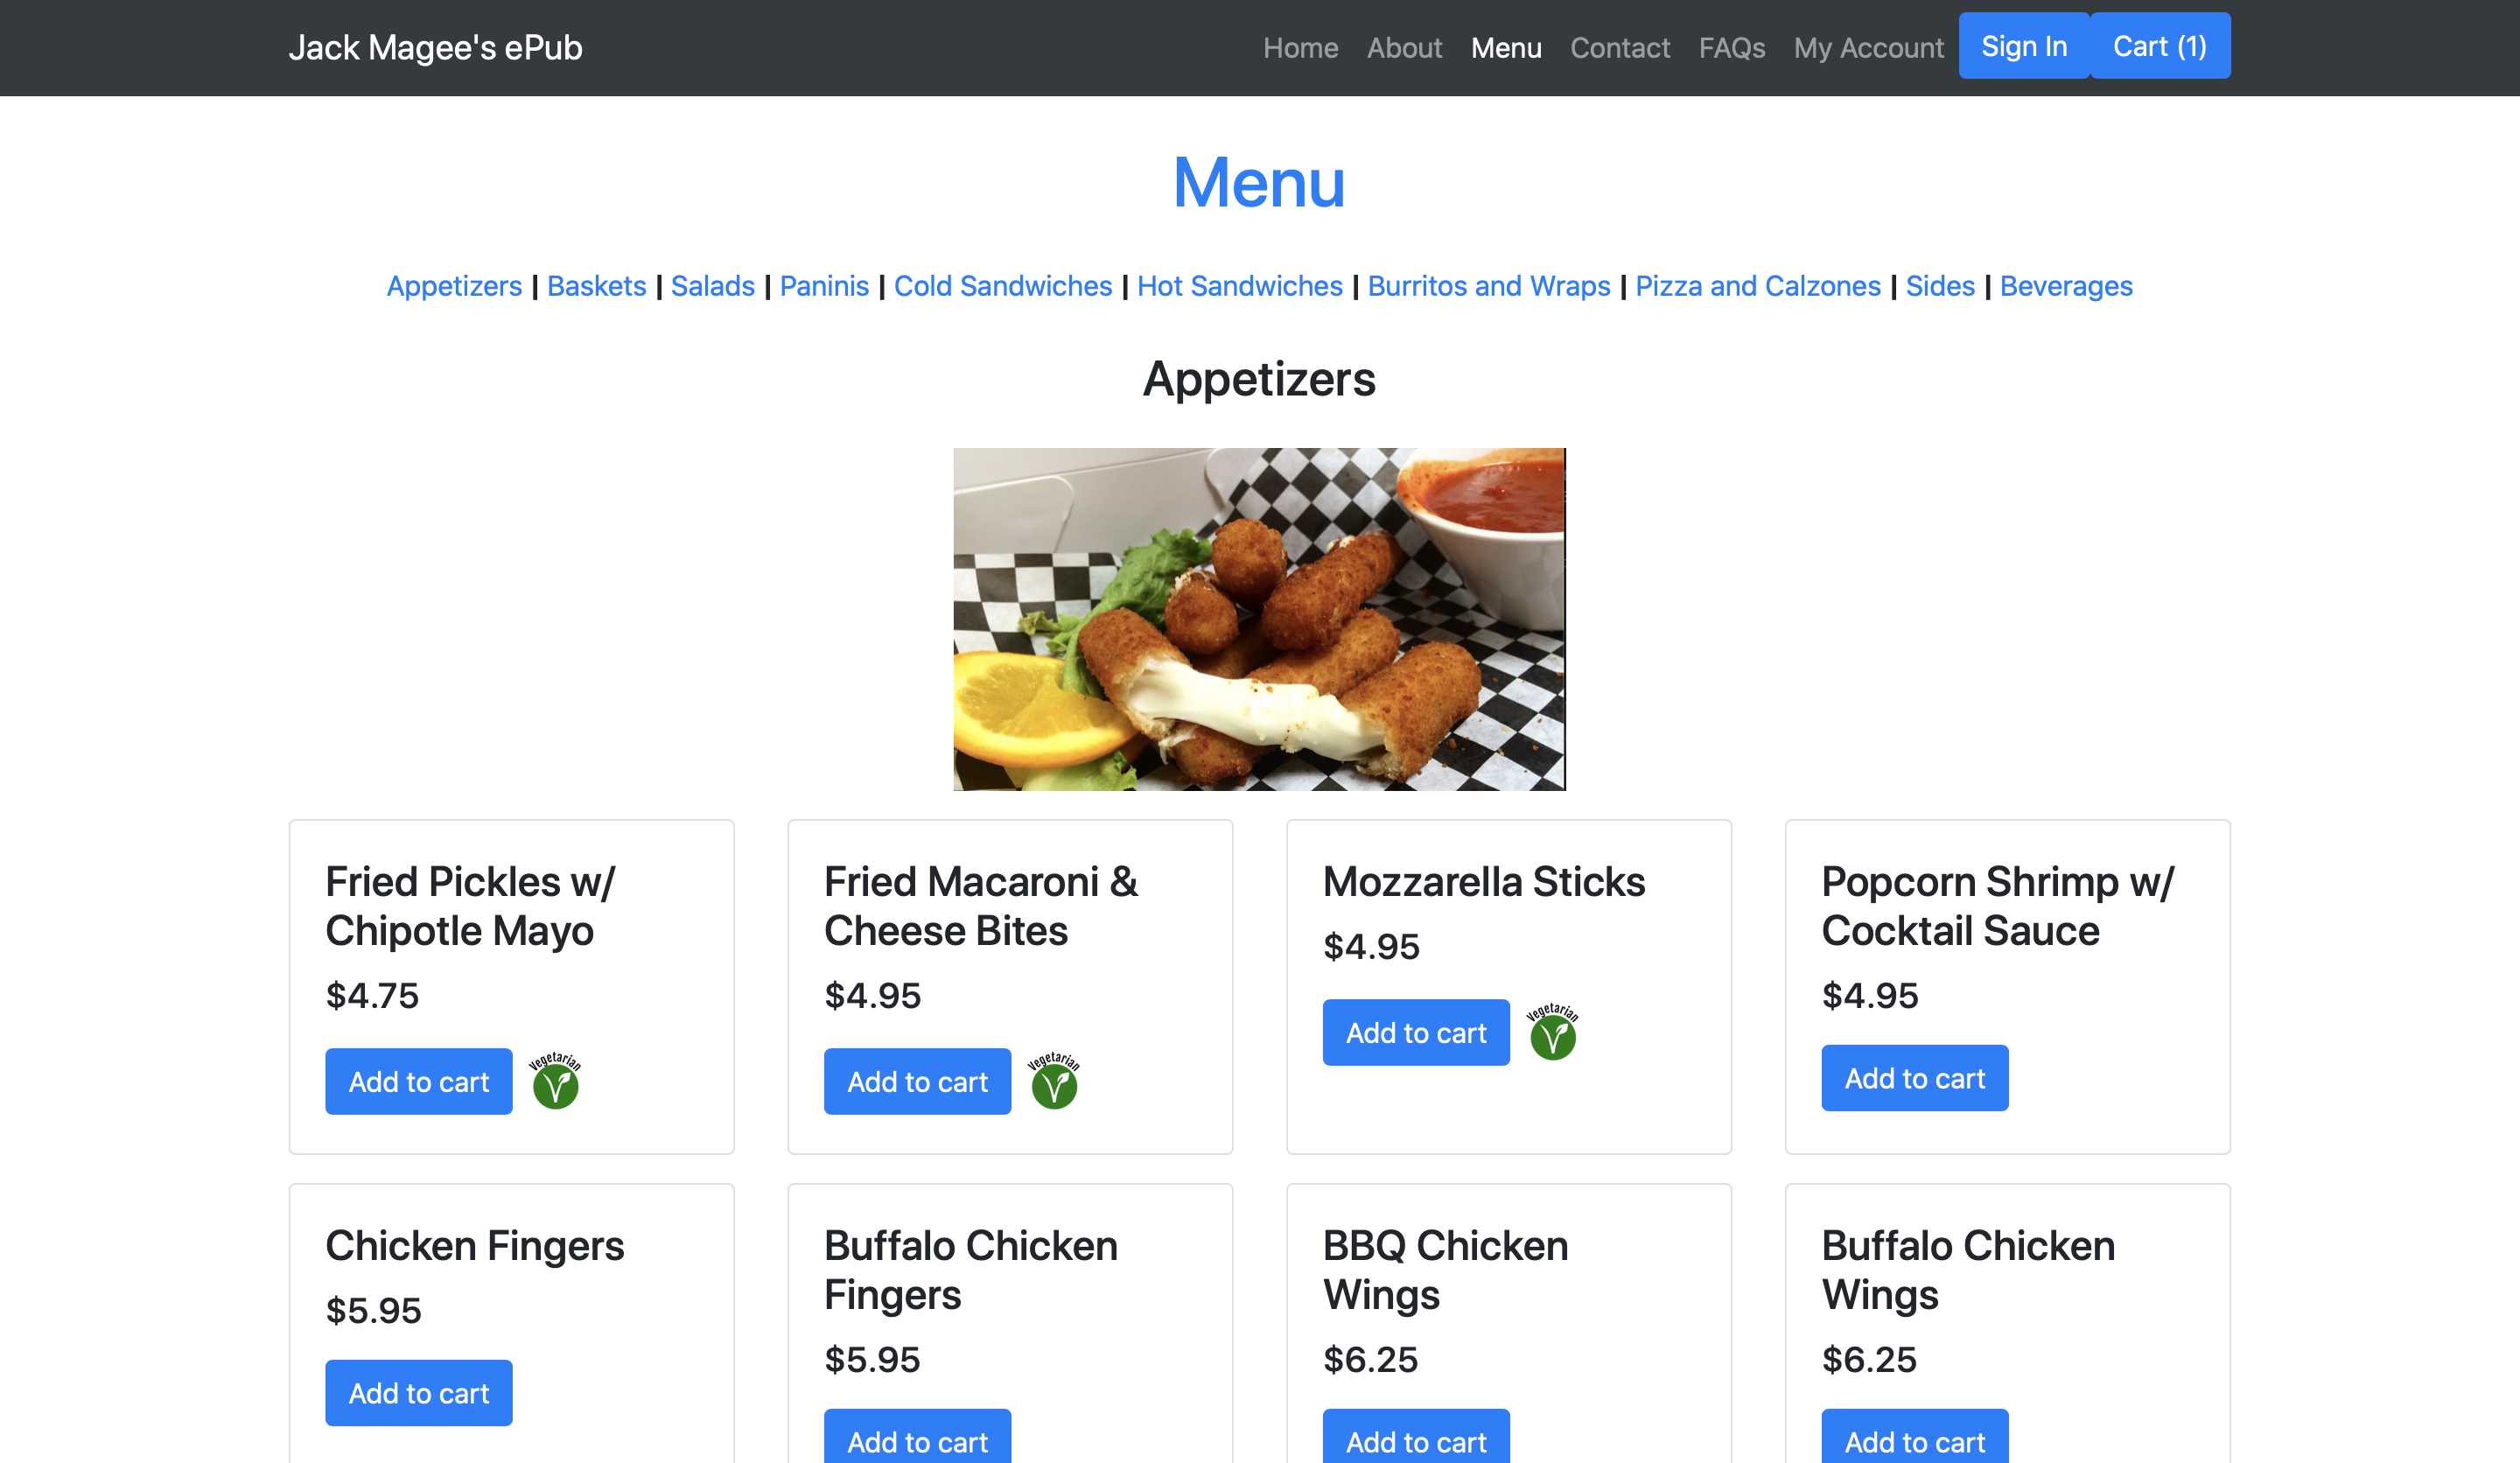 Jack Magee's ePub Home About Menu Contact FAQs My Account Sign In Cart (1)
Menu
Appetizers | Baskets | Salads | Paninis | Cold Sandwiches | Hot Sandwiches | Burritos and Wraps | Pizza and Calzones | Sides | Beverages
Appetizers
Fried Pickles w/
Chipotle Mayo
$4.75
Add to cart
Vegetarian
Fried Macaroni &
Cheese Bites
$4.95
Add to cart
Vegetarian
Mozzarella Sticks
$4.95
Add to cart
Vegetarian
Popcorn Shrimp w/
Cocktail Sauce
$4.95
Add to cart
Chicken Fingers
$5.95
Add to cart
Buffalo Chicken
Fingers
$5.95
Add to cart
BBQ Chicken
Wings
$6.25
Add to cart
Buffalo Chicken
Wings
$6.25
Add to cart